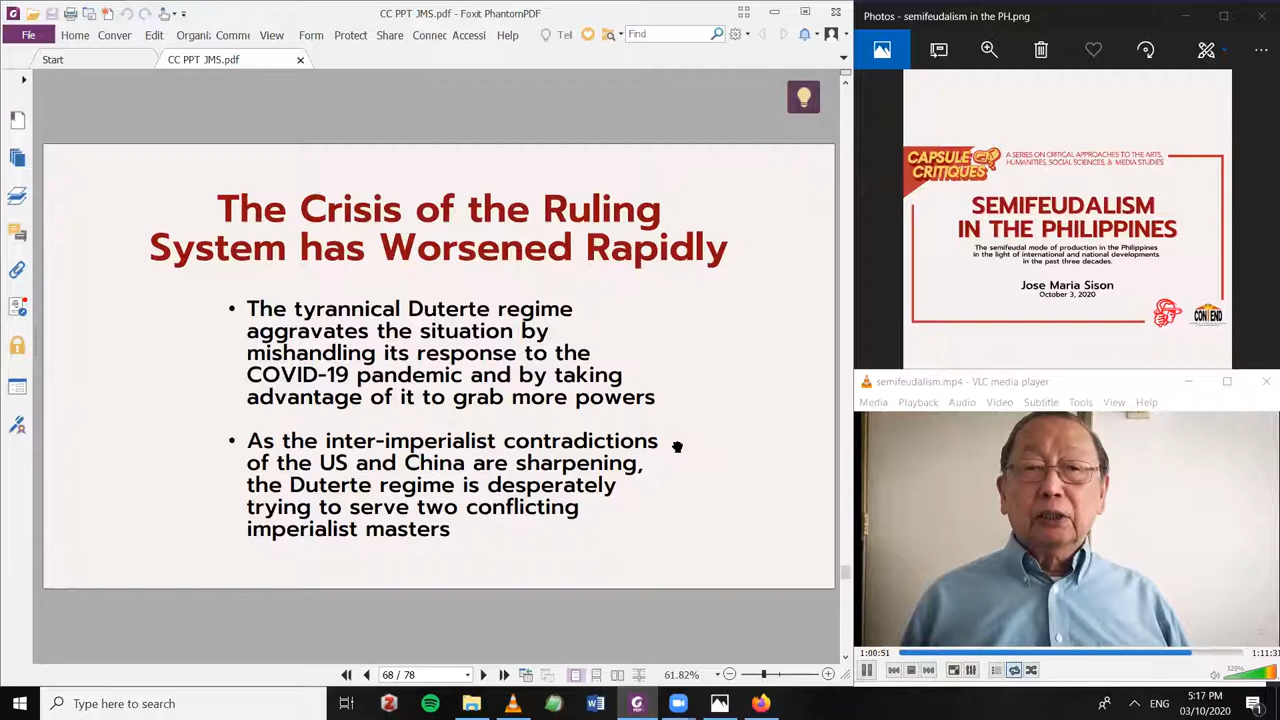 CC PPT JMS.pdf - Foxit PhantomPDF
File Home Conver Edit Organi: Comme View Form Protect Share Connec Accessi Help Tel Find
Start CC PPT JMS.pdf
The Crisis of the Ruling
System has Worsened Rapidly
• The tyrannical Duterte regime
aggravates the situation by
mishandling its response to the
COVID-19 pandemic and by taking
advantage of it to grab more powers
• As the inter-imperialist contradictions
of the US and China are sharpening,
the Duterte regime is desperately
trying to serve two conflicting
imperialist masters
68 / 78
61.82%
Photos - semifeudalism in the PH.png
CAPSULE
CRITIQUES
A SERIES ON CRITICAL APPROACHES TO THE ARTS,
HUMANITIES, SOCIAL SCIENCES, & MEDIA STUDIES
SEMIFEUDALISM
IN THE PHILIPPINES
The semifeudal mode of production in the Philippines
in the light of international and national developments
in the past three decades.
Jose Maria Sison
October 3, 2020
CONTEND
semifeudalism.mp4 - VLC media player
Media Playback Audio Video Subtitle Tools View Help
1:00:51
1:11:3
125%
Type here to search
ENG
5:17 PM
03/10/2020